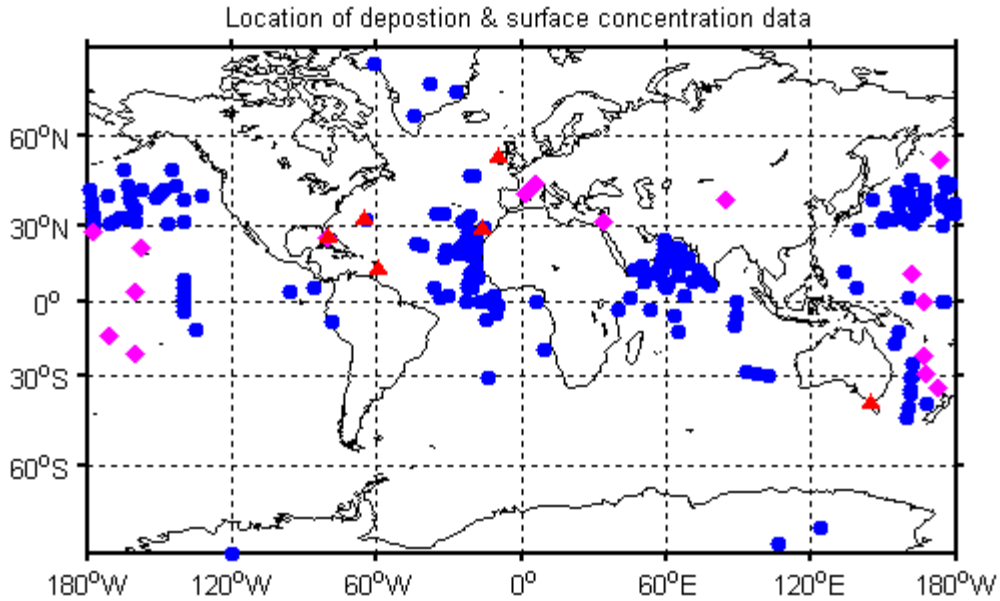 Location of depostion & surface concentration data
60°N
30°N
0°
30°S
60°S
180°W 120°W 60°W 0° 60°E 120°E 180°W